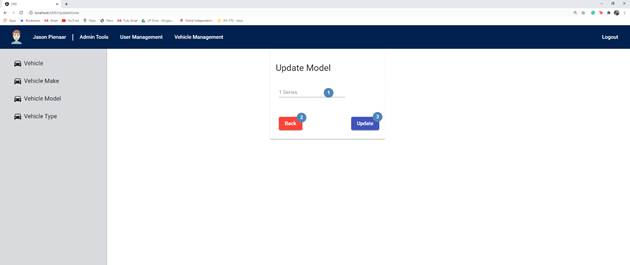 Jason Pienaar | Admin Tools User Management Vehicle Management Logout
Vehicle
Vehicle Make
Vehicle Model
Vehicle Type
Update Model
1 Series
1
2
3
Back
Update